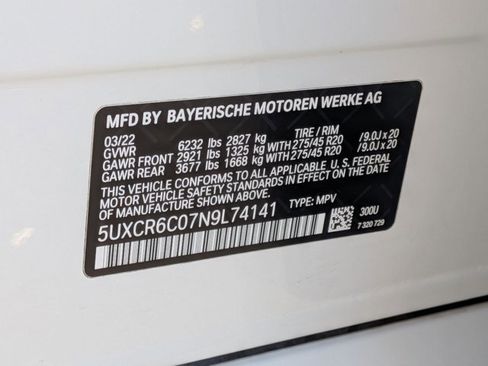 MFD BY BAYERISCHE MOTOREN WERKE AG
03/22 TIRE / RIM
GVWR 6232 lbs 2827 kg
GAWR FRONT 2921 lbs 1325 kg WITH 275/45 R20 /9.0J x 20
GAWR REAR 3677 lbs 1668 kg WITH 275/45 R20 /9.0J x 20
THIS VEHICLE CONFORMS TO ALL APPLICABLE U. S. FEDERAL
MOTOR VEHICLE SAFETY STANDARDS IN EFFECT ON THE
DATE OF MANUFACTURE SHOWN ABOVE.
5UXCR6C07N9L74141 TYPE: MPV
300U
7 320 729